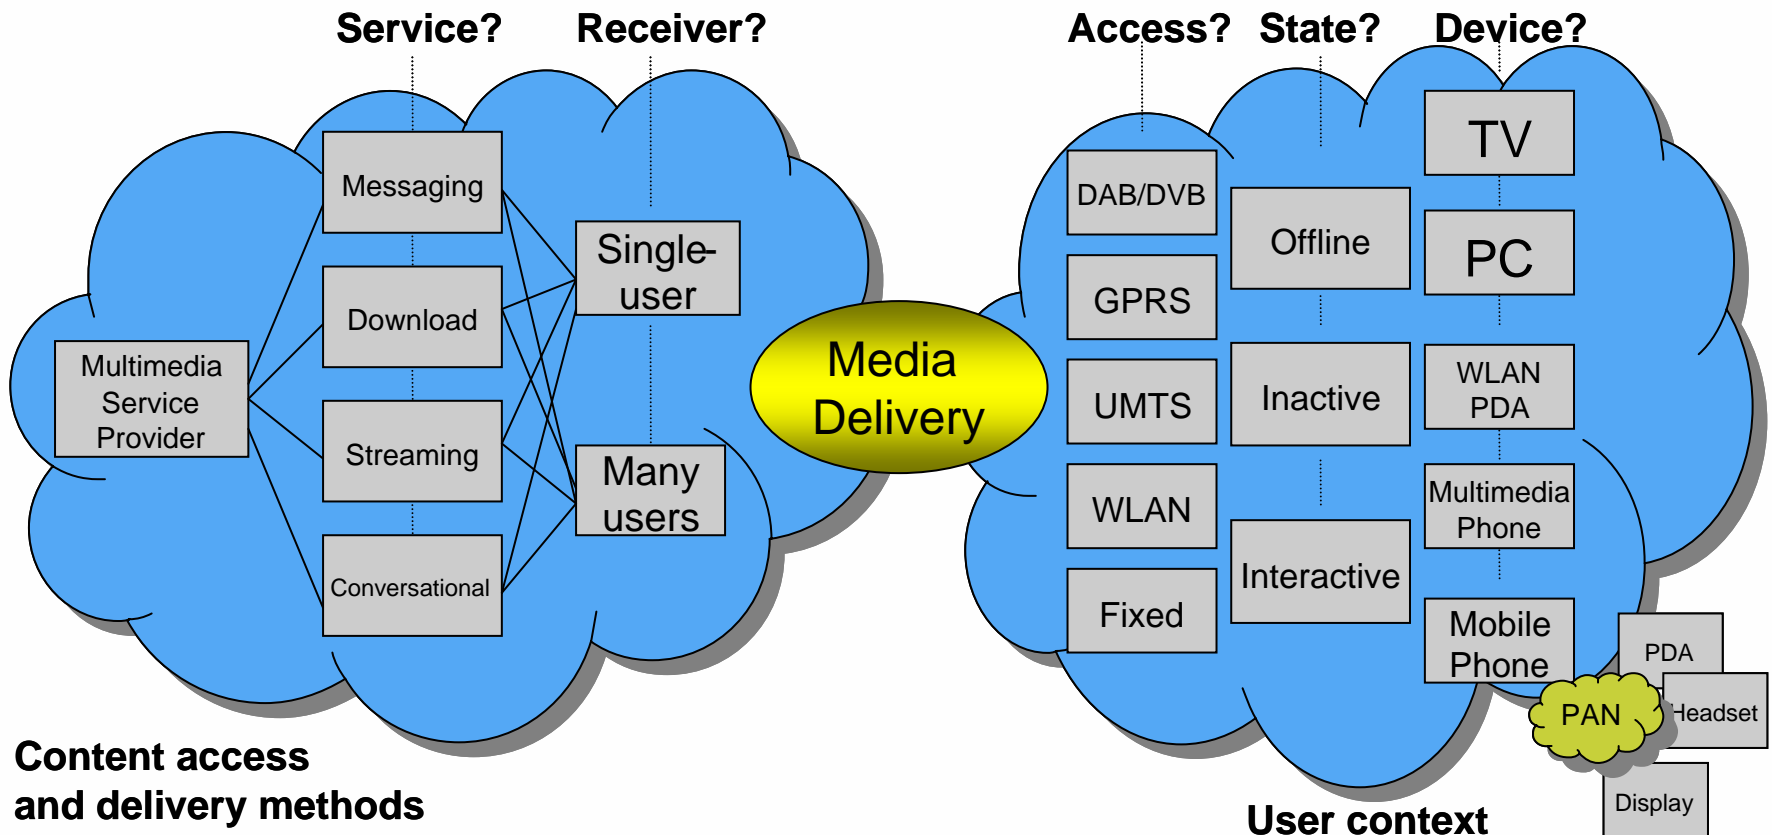 Service?
Receiver?
Access?
State?
Device?
Messaging
Download
Streaming
Conversational
Multimedia
Service
Provider
Single-
user
Many
users
Media
Delivery
DAB/DVB
GPRS
UMTS
WLAN
Fixed
Offline
Inactive
Interactive
TV
PC
WLAN
PDA
Multimedia
Phone
Mobile
Phone
PDA
PAN
Headset
Display
Content access
and delivery methods
User context